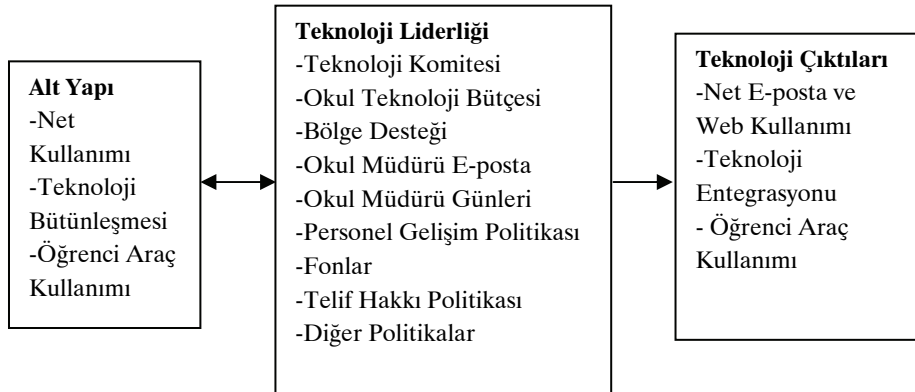 Alt Yapı
-Net
Kullanımı
-Teknoloji
Bütünleşmesi
-Öğrenci Araç
Kullanımı
Teknoloji Liderliği
-Teknoloji Komitesi
-Okul Teknoloji Bütçesi
-Bölge Desteği
-Okul Müdürü E-posta
-Okul Müdürü Günleri
-Personel Gelişim Politikası
-Fonlar
-Telif Hakkı Politikası
-Diğer Politikalar
Teknoloji Çıktıları
-Net E-posta ve
Web Kullanımı
-Teknoloji
Entegrasyonu
- Öğrenci Araç
Kullanımı